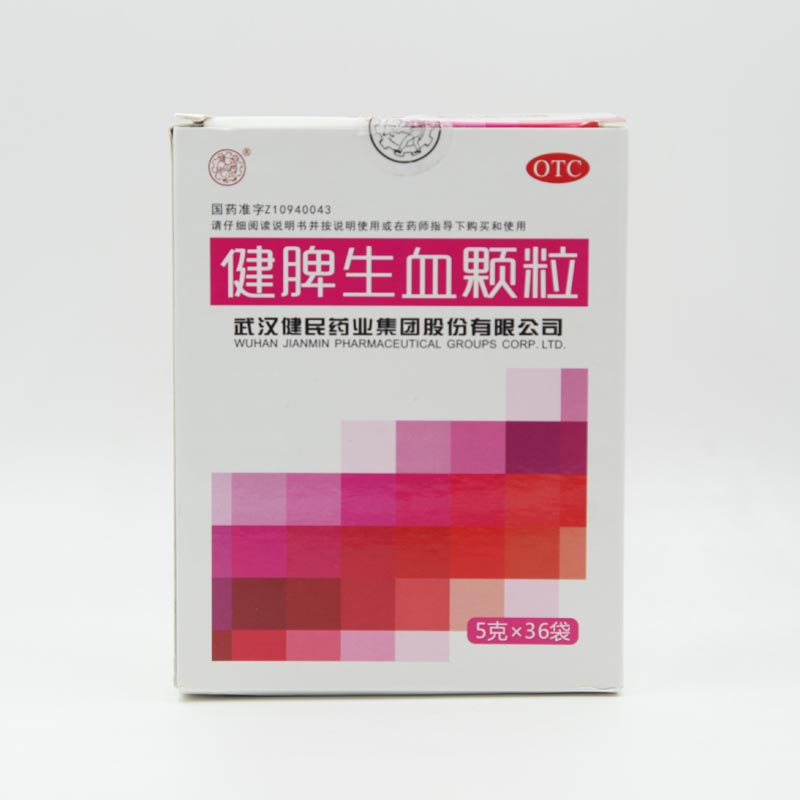 OTC
国药准字Z10940043
请仔细阅读说明书并按说明使用或在药师指导下购买和使用
健脾生血颗粒
武汉健民药业集团股份有限公司
WUHAN JIANMIN PHARMACEUTICAL GROUPS CORP. LTD.
5克×36袋